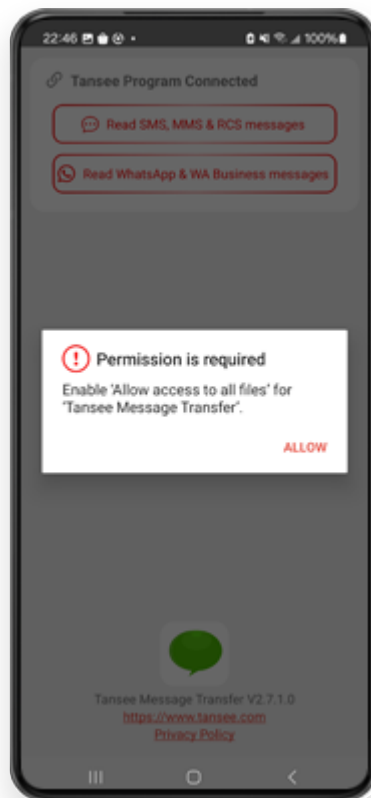 22:46
100%
Tansee Program Connected
Read SMS, MMS & RCS messages
Read WhatsApp & WA Business messages
Permission is required
Enable 'Allow access to all files' for
'Tansee Message Transfer'.
ALLOW
Tansee Message Transfer V2.7.1.0
https://www.tansee.com
Privacy Policy